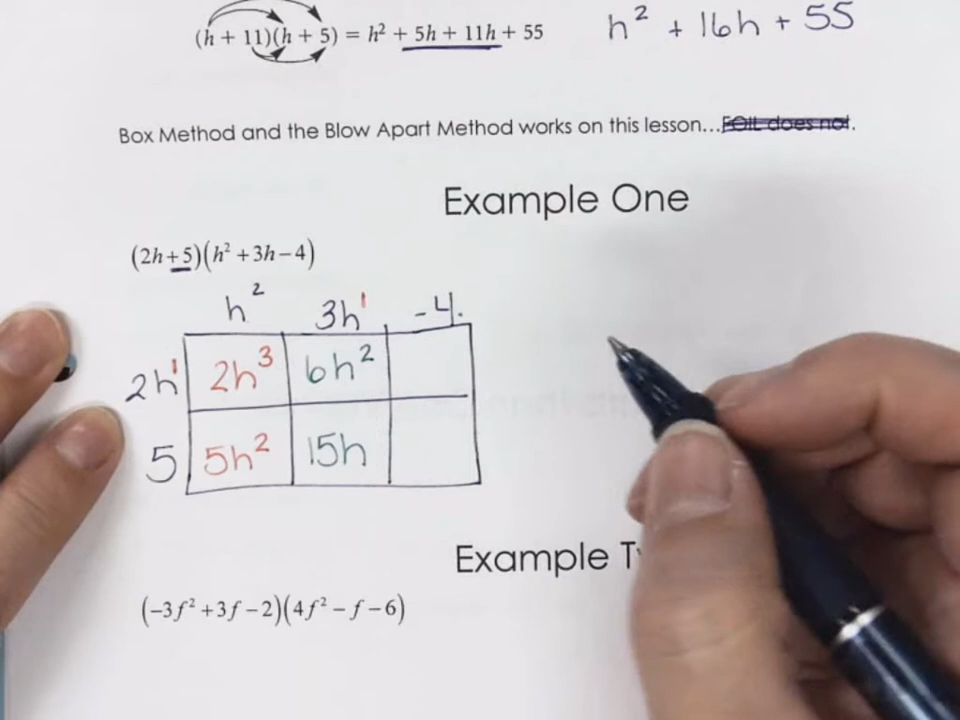 (h + 11)(h + 5) = h² + 5h + 11h + 55
h² + 16h + 55
Box Method and the Blow Apart Method works on this lesson...FOIL does not.
Example One
(2h+5)(h² +3h−4)
h² 3h¹ -4.
2h¹ 2h³ 6h²
5 5h² 15h
Example
(−3f² +3f −2)(4f² − f −6)